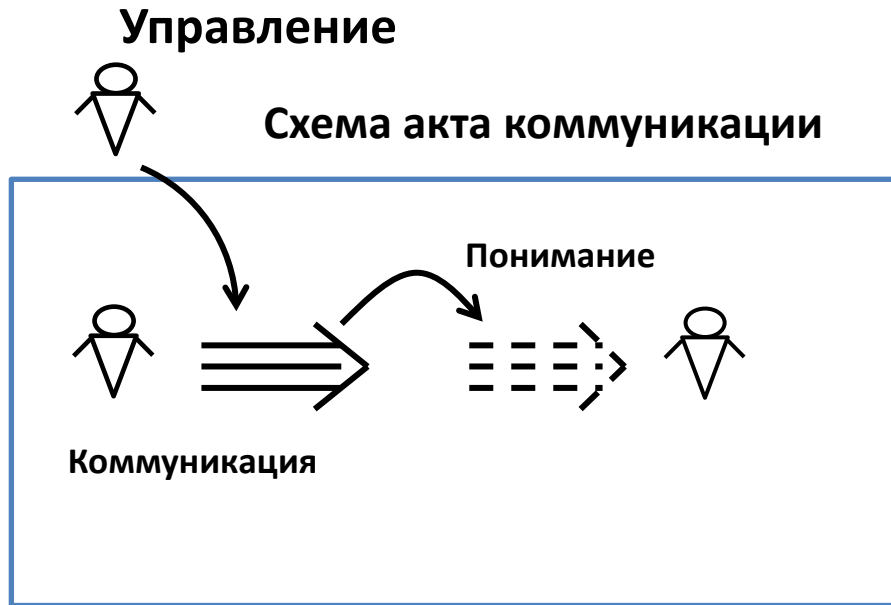 Управление
Схема акта коммуникации
Понимание
Коммуникация